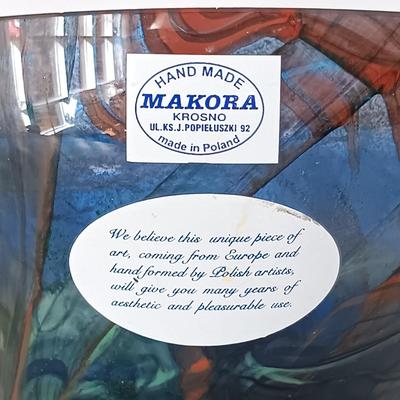 HAND MADE
MAKORA
KROSNO
UL.KS.J.POPIEŁUSZKI 92
made in Poland
We believe this unique piece of
art, coming from Europe and
hand formed by Polish artists,
will give you many years of
aesthetic and pleasurable use.